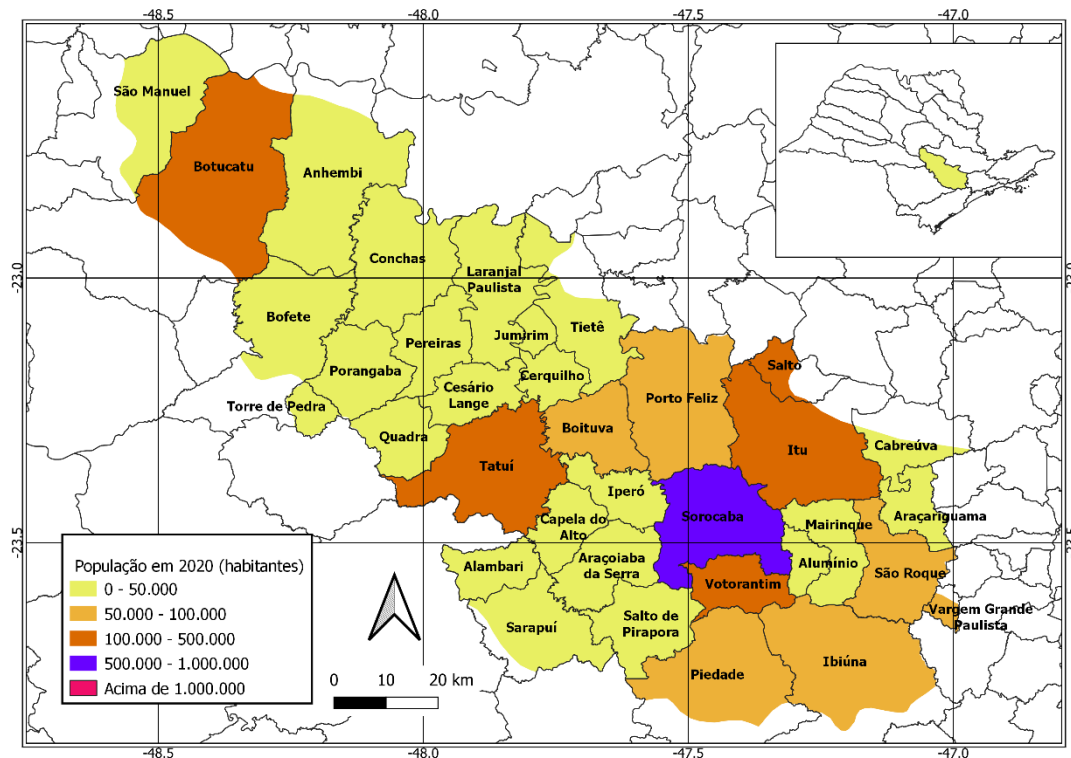 -48.5
-48.0
-47.5
-47.0
São Manuel
Botucatu
Anhembi
Conchas
Laranjal
Paulista
-23.0
-23.0
Bofete
Pereiras
Jumirim
Tietê
Porangaba
Cesário
Lange
Cerquilho
Salto
Torre de Pedra
Porto Feliz
Quadra
Boituva
Tatuí
Itu
Cabreúva
Iperó
Capela do
Alto
Sorocaba
Mairinque
Araçariguama
-23.5
-23.5
Alambari
Araçoiaba
da Serra
Alumínio
Votorantim
São Roque
Sarapuí
Salto de
Pirapora
Vargem Grande
Paulista
Piedade
Ibiúna
População em 2020 (habitantes)
0 - 50.000
50.000 - 100.000
100.000 - 500.000
500.000 - 1.000.000
Acima de 1.000.000
0 10 20 km
-48.5
-48.0
-47.5
-47.0